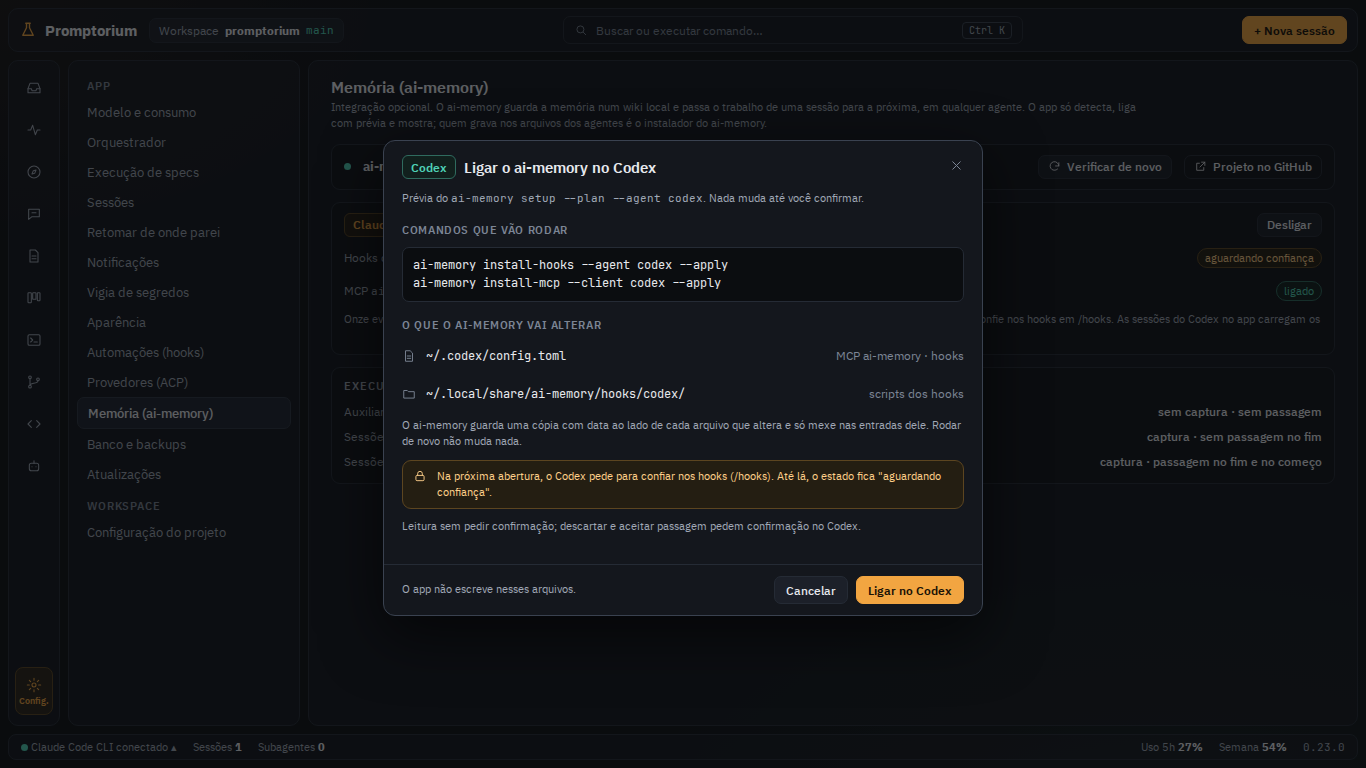 Promptorium
Workspace promptorium main
Buscar ou executar comando...
Ctrl K
+ Nova sessão
APP
Modelo e consumo
Orquestrador
Execução de specs
Sessões
Retomar de onde parei
Notificações
Vigia de segredos
Aparência
Automações (hooks)
Provedores (ACP)
Memória (ai-memory)
Banco e backups
Atualizações
WORKSPACE
Configuração do projeto
Config.
Memória (ai-memory)
Integração opcional. O ai-memory guarda a memória num wiki local e passa o trabalho de uma sessão para a próxima, em qualquer agente. O app só detecta, liga
com prévia e mostra; quem grava nos arquivos dos agentes é o instalador do ai-memory.
Verificar de novo
Projeto no GitHub
Desligar
Hooks
aguardando confiança
MCP
ligado
Onze
nos hooks em /hooks. As sessões do Codex no app carregam os
sem captura · sem passagem
captura · sem passagem no fim
captura · passagem no fim e no começo
Codex
Ligar o ai-memory no Codex
Prévia do ai-memory setup --plan --agent codex. Nada muda até você confirmar.
COMANDOS QUE VÃO RODAR
ai-memory install-hooks --agent codex --apply
ai-memory install-mcp --client codex --apply
O QUE O AI-MEMORY VAI ALTERAR
~/.codex/config.toml
MCP ai-memory · hooks
~/.local/share/ai-memory/hooks/codex/
scripts dos hooks
O ai-memory guarda uma cópia com data ao lado de cada arquivo que altera e só mexe nas entradas dele. Rodar
de novo não muda nada.
Na próxima abertura, o Codex pede para confiar nos hooks (/hooks). Até lá, o estado fica "aguardando
confiança".
Leitura sem pedir confirmação; descartar e aceitar passagem pedem confirmação no Codex.
O app não escreve nesses arquivos.
Cancelar
Ligar no Codex
Claude Code CLI conectado ▴
Sessões 1
Subagentes 0
Uso 5h 27%
Semana 54%
0.23.0